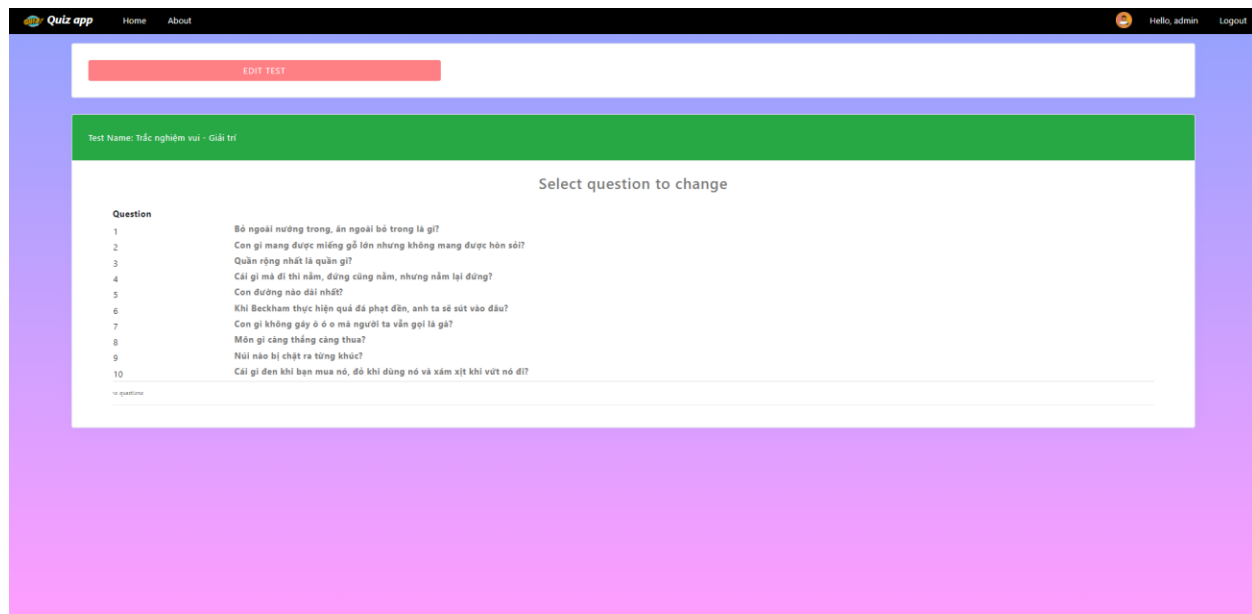 Quiz app Home About Hello, admin Logout
EDIT TEST
Test Name: Trắc nghiệm vui - Giải trí
Select question to change
Question
1 Bỏ ngoài nướng trong, ăn ngoài bỏ trong là gì?
2 Con gì mang được miếng gỗ lớn nhưng không mang được hòn sỏi?
3 Quần rộng nhất là quần gì?
4 Cái gì mà đi thì nằm, đứng cũng nằm, nhưng nằm lại đứng?
5 Con đường nào dài nhất?
6 Khi Beckham thực hiện quả đá phạt đền, anh ta sẽ sút vào đâu?
7 Con gì không gáy ò ó o mà người ta vẫn gọi là gà?
8 Môn gì càng thắng càng thua?
9 Núi nào bị chặt ra từng khúc?
10 Cái gì đen khi bạn mua nó, đỏ khi dùng nó và xám xịt khi vứt nó đi?
10 questions